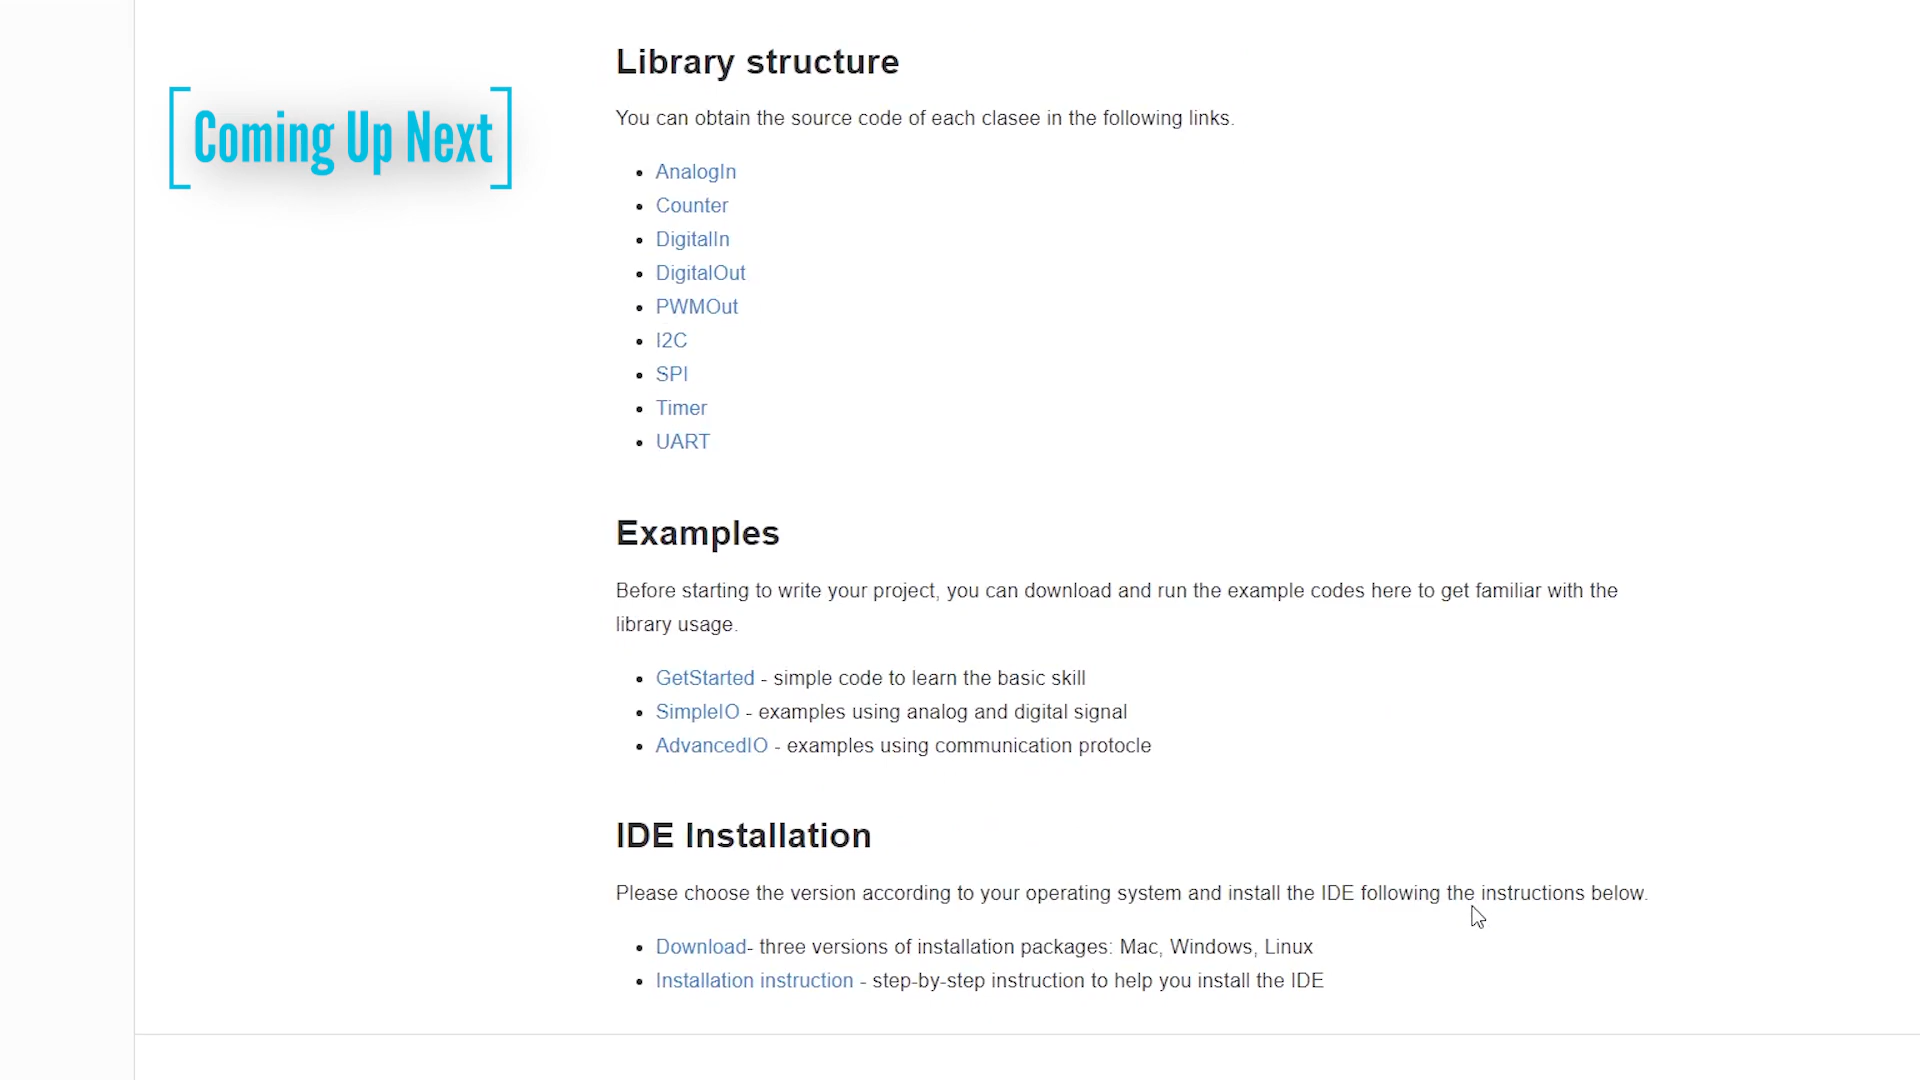 Coming Up Next
Library structure
You can obtain the source code of each clasee in the following links.
AnalogIn
Counter
DigitalIn
DigitalOut
PWMOut
I2C
SPI
Timer
UART
Examples
Before starting to write your project, you can download and run the example codes here to get familiar with the
library usage.
GetStarted - simple code to learn the basic skill
SimpleIO - examples using analog and digital signal
AdvancedIO - examples using communication protocle
IDE Installation
Please choose the version according to your operating system and install the IDE following the instructions below.
Download- three versions of installation packages: Mac, Windows, Linux
Installation instruction - step-by-step instruction to help you install the IDE